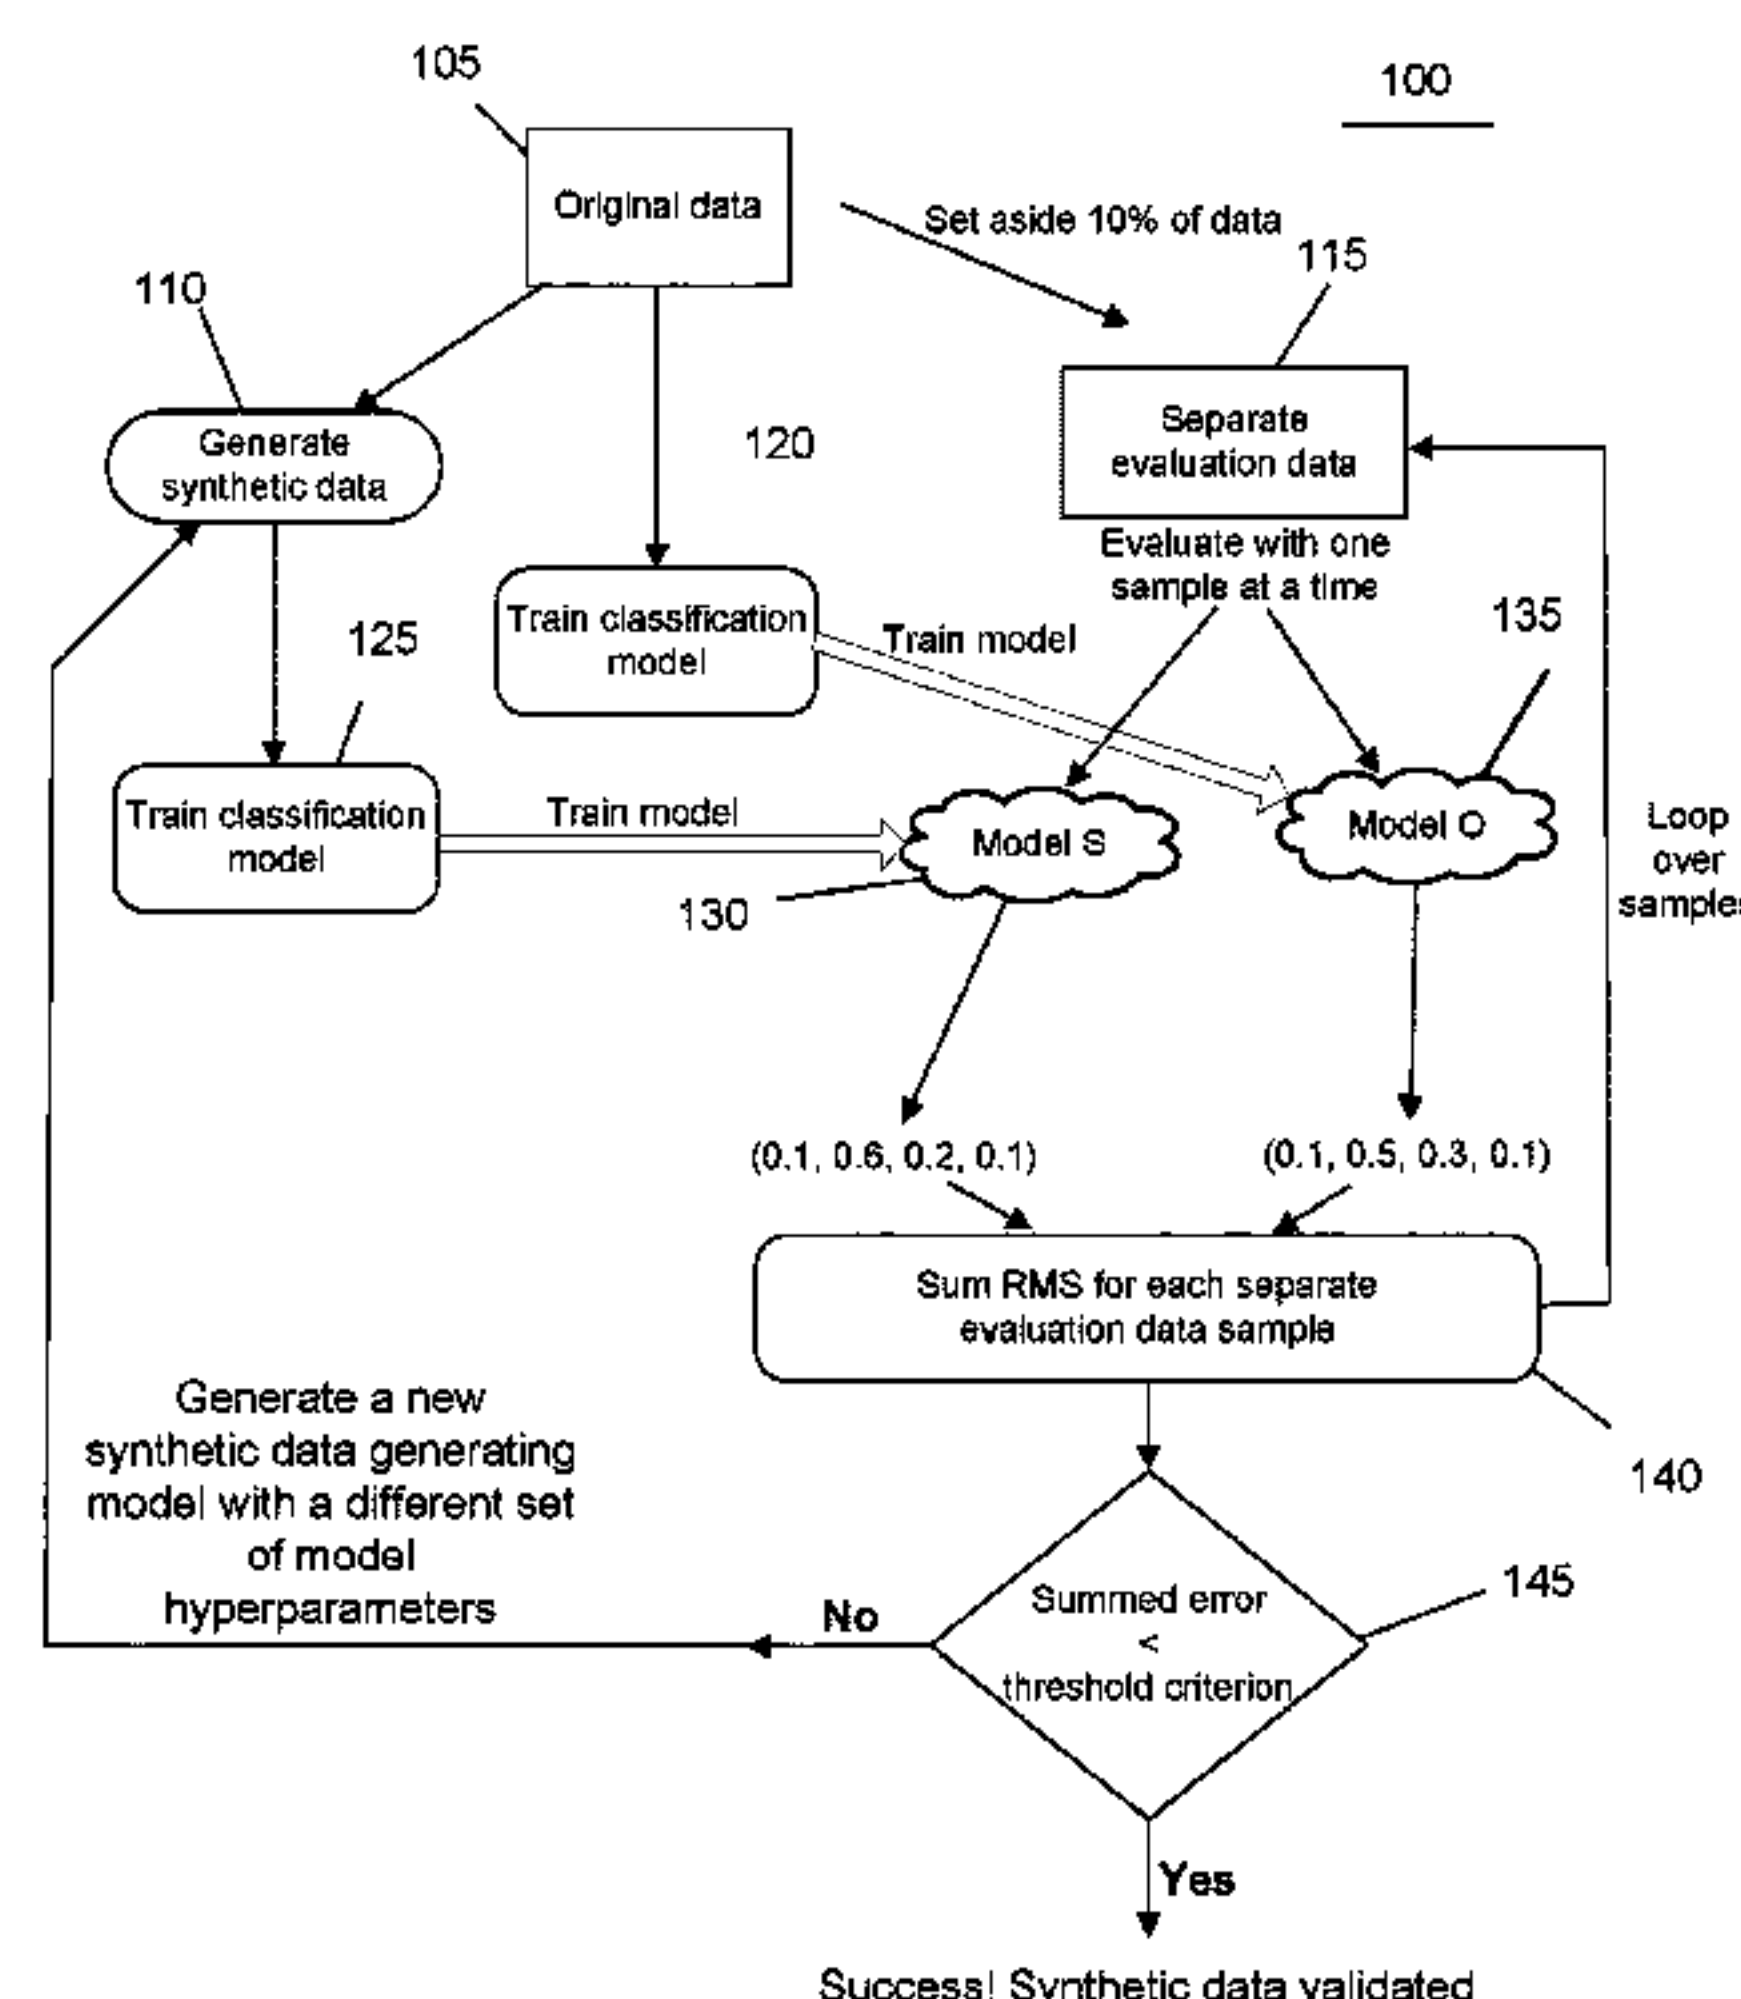 105
100
Original data
Set aside 10% of data
115
110
Generate
synthetic data
120
Separate
evaluation data
Evaluate with one
sample at a time
125
Train classification
model
Train model
135
Train classification
model
Train model
Model S
Model O
Loop
over
samples
130
(0.1, 0.6, 0.2, 0.1)
(0.1, 0.5, 0.3, 0.1)
Sum RMS for each separate
evaluation data sample
140
Generate a new
synthetic data generating
model with a different set
of model
hyperparameters
No
Summed error
<
threshold criterion
145
Yes
Success! Synthetic data validated